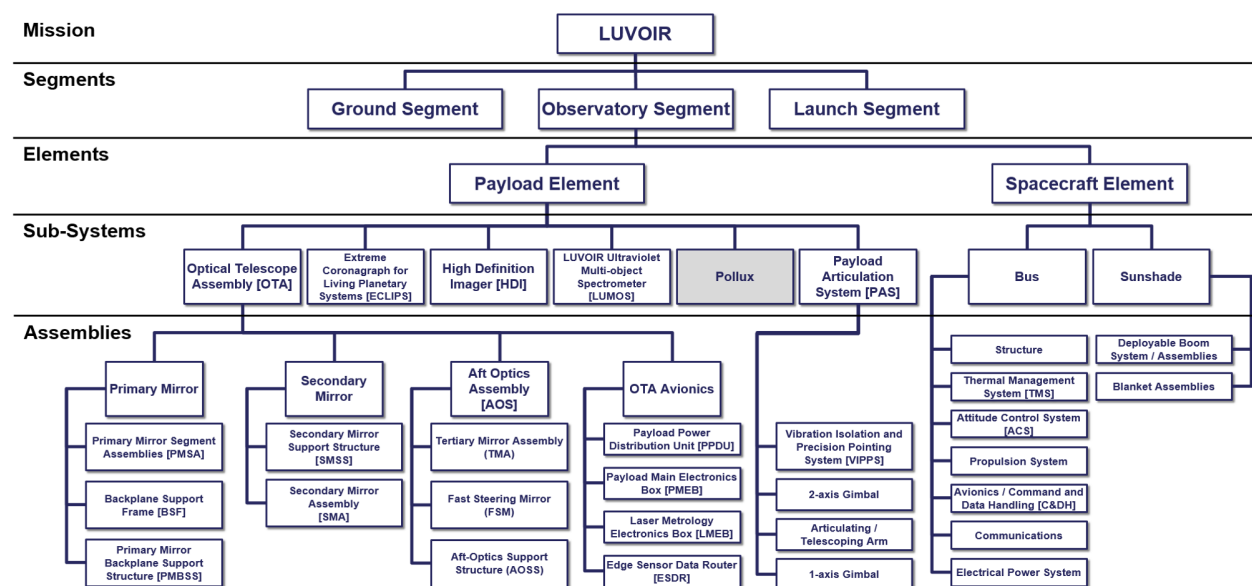 Mission
LUVOIR
Segments
Ground Segment
Observatory Segment
Launch Segment
Elements
Payload Element
Spacecraft Element
Sub-Systems
Optical Telescope
Assembly [OTA]
Extreme
Coronagraph for
Living Planetary
Systems [ECLIPS]
High Definition
Imager [HDI]
LUVOIR Ultraviolet
Multi-object
Spectrometer
[LUMOS]
Pollux
Payload
Articulation
System [PAS]
Bus
Sunshade
Assemblies
Primary Mirror
Primary Mirror Segment
Assemblies [PMSA]
Backplane Support
Frame [BSF]
Primary Mirror
Backplane Support
Structure [PMBSS]
Secondary
Mirror
Secondary Mirror
Support Structure
[SMSS]
Secondary Mirror
Assembly
[SMA]
Aft Optics
Assembly
[AOS]
Tertiary Mirror Assembly
(TMA)
Fast Steering Mirror
(FSM)
Aft-Optics Support
Structure (AOSS)
OTA Avionics
Payload Power
Distribution Unit [PPDU]
Payload Main Electronics
Box [PMEB]
Laser Metrology
Electronics Box [LMEB]
Edge Sensor Data Router
[ESDR]
Vibration Isolation and
Precision Pointing
System [VIPPS]
2-axis Gimbal
Articulating /
Telescoping Arm
1-axis Gimbal
Structure
Thermal Management
System [TMS]
Attitude Control System
[ACS]
Propulsion System
Avionics / Command and
Data Handling [C&DH]
Communications
Electrical Power System
Deployable Boom
System / Assemblies
Blanket Assemblies